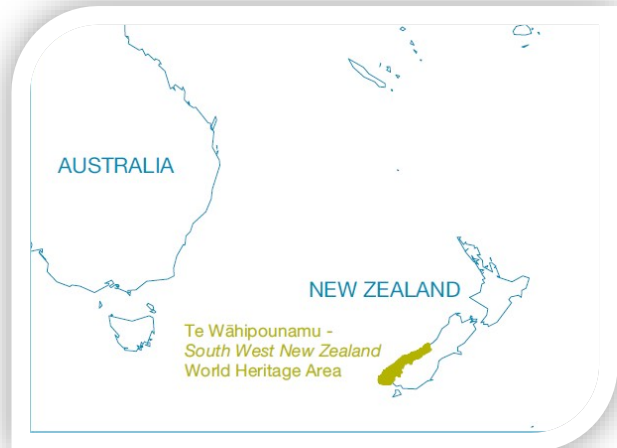 AUSTRALIA
NEW ZEALAND
Te Wāhipounamu -
South West New Zealand
World Heritage Area